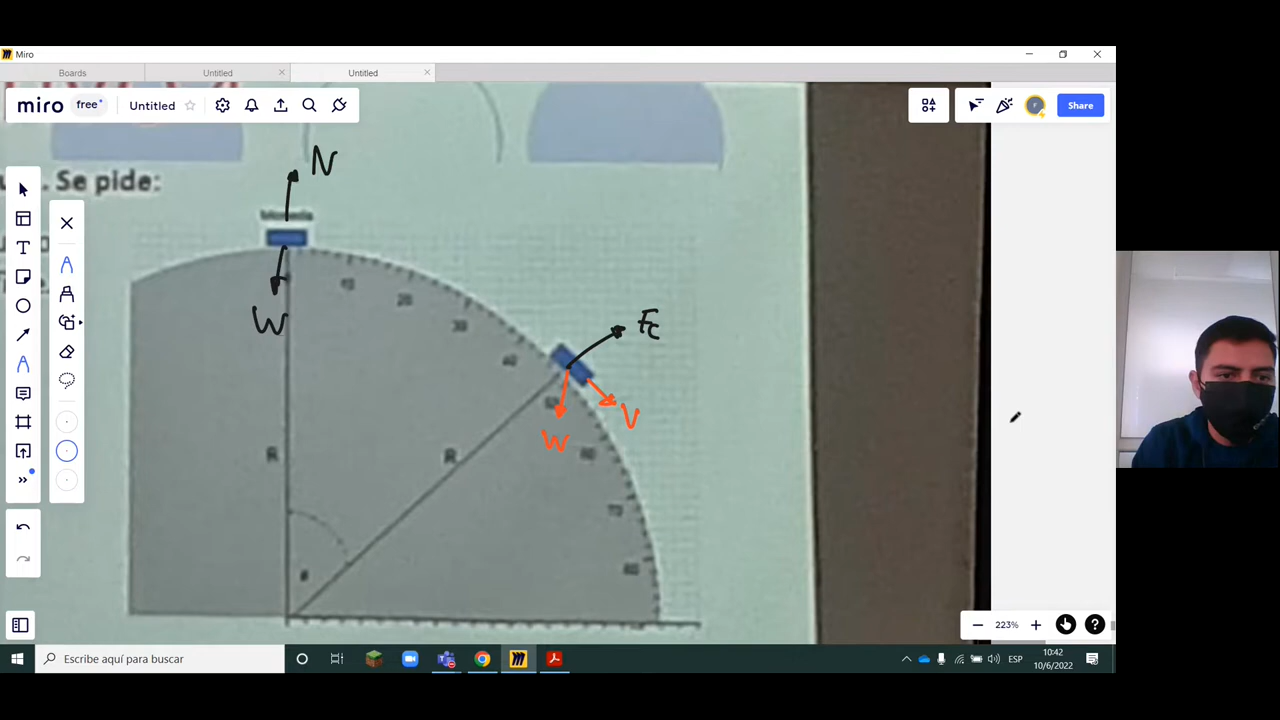 Miro
Boards
Untitled
Untitled
miro
free
Untitled
Share
. Se pide:
N
Moneda
W
10
20
30
40
50
60
70
80
Fc
V
W
R
R
θ
223%
Escribe aquí para buscar
ESP
10:42
10/6/2022